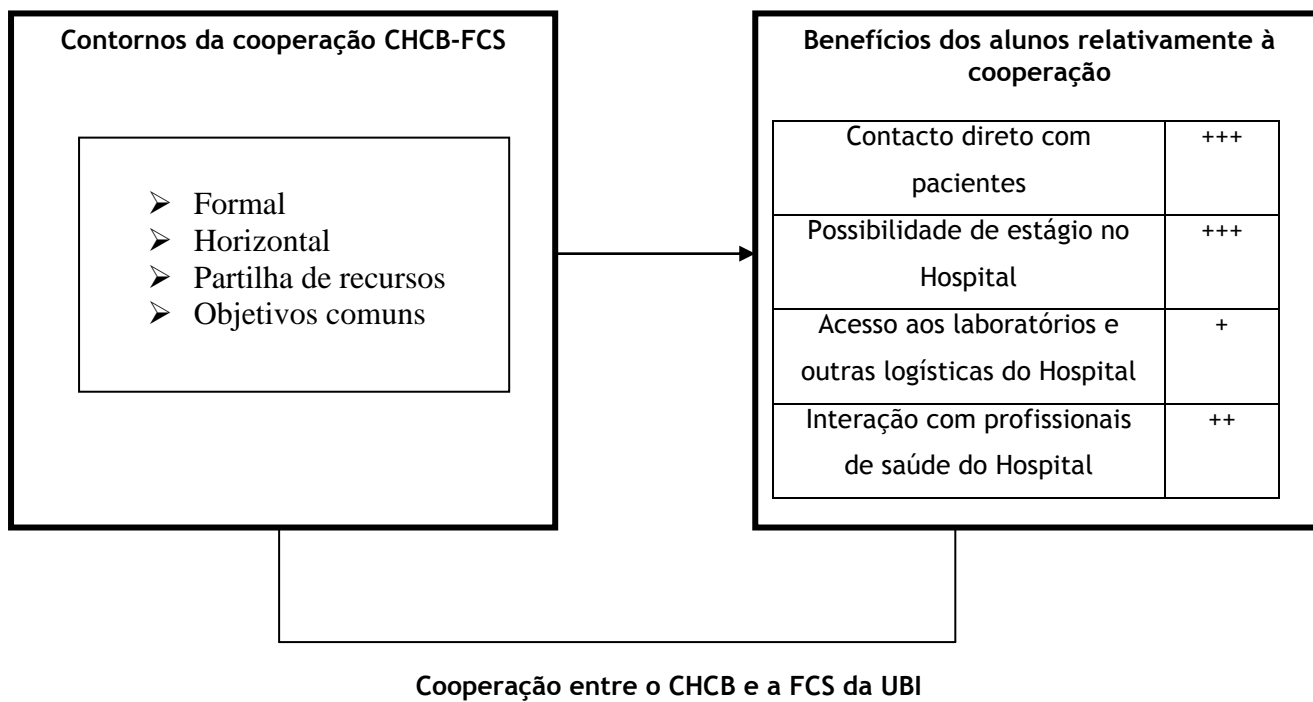 Contornos da cooperação CHCB-FCS
➢ Formal
➢ Horizontal
➢ Partilha de recursos
➢ Objetivos comuns
Benefícios dos alunos relativamente à
cooperação
Contacto direto com
pacientes
+++
Possibilidade de estágio no
Hospital
+++
Acesso aos laboratórios e
outras logísticas do Hospital
+
Interação com profissionais
de saúde do Hospital
++
Cooperação entre o CHCB e a FCS da UBI